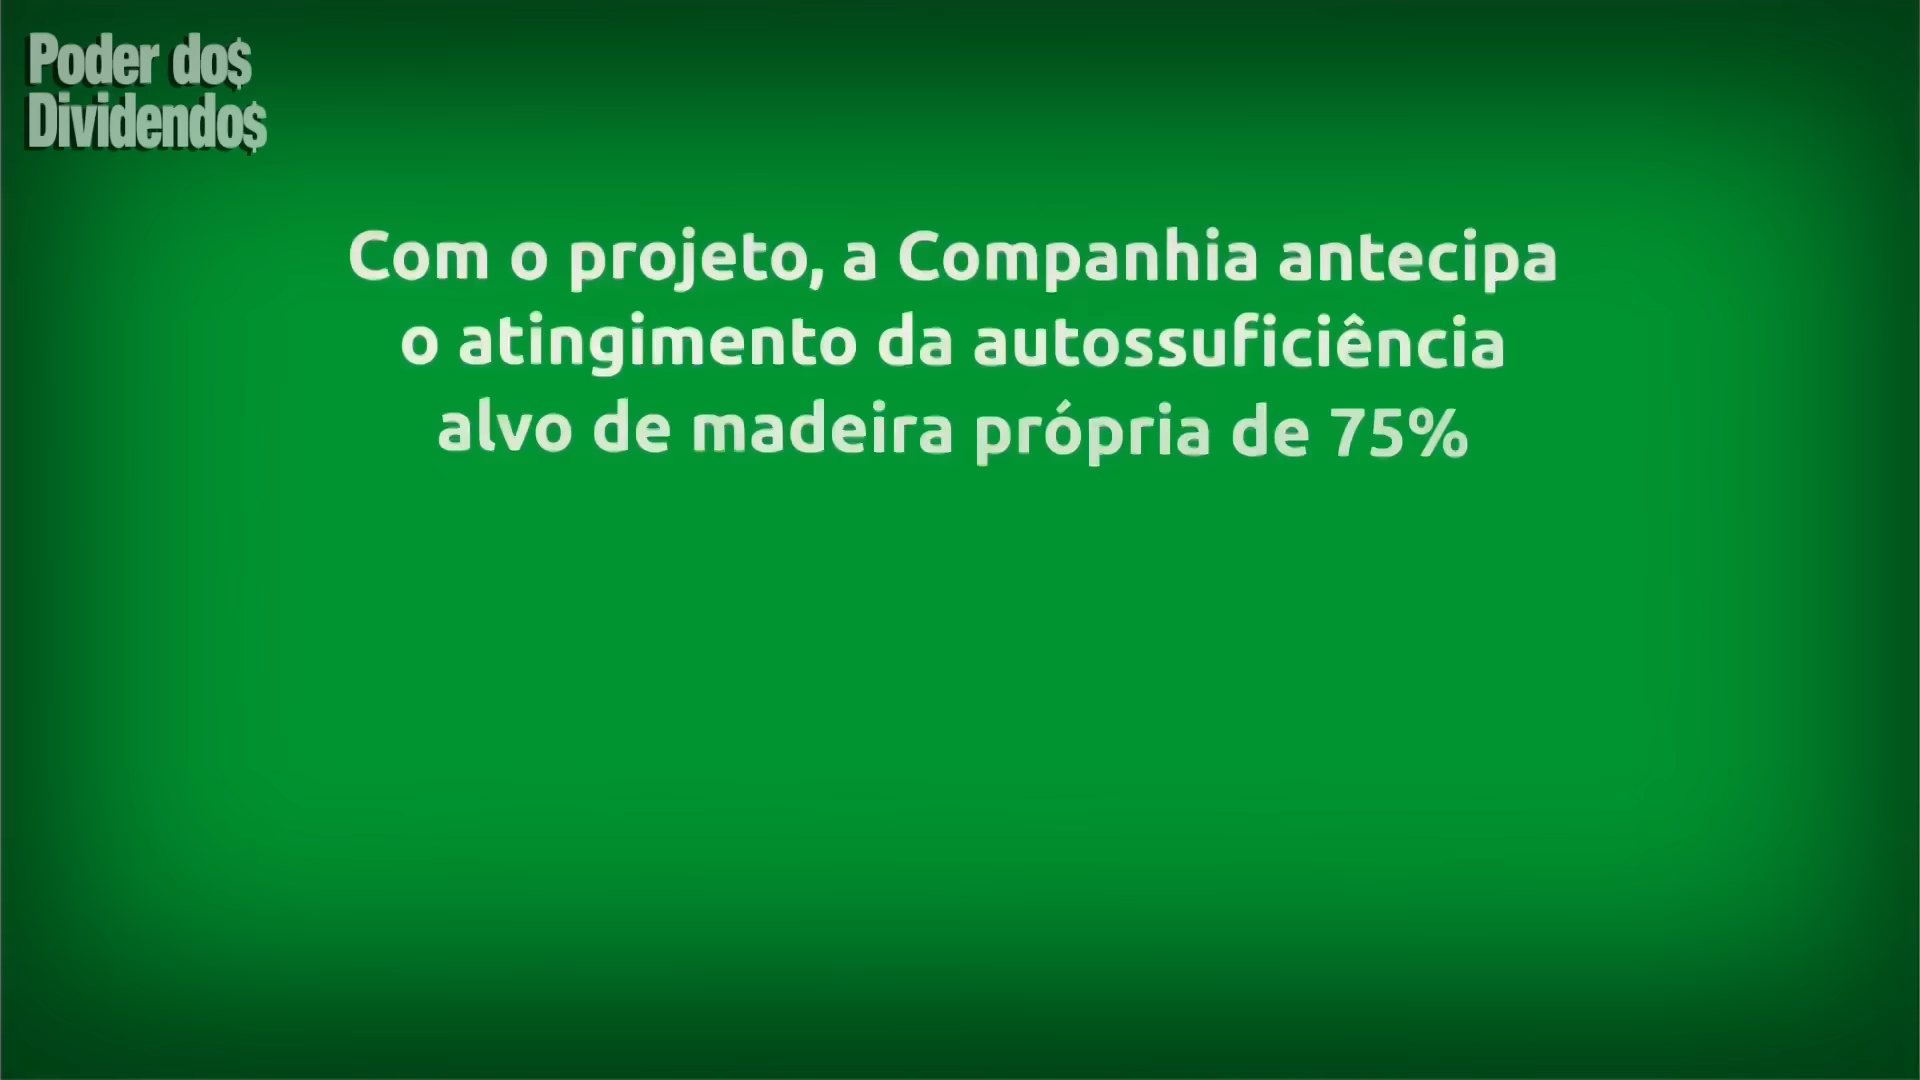 Poder do$
Dividendo$
Com o projeto, a Companhia antecipa
o atingimento da autossuficiência
alvo de madeira própria de 75%